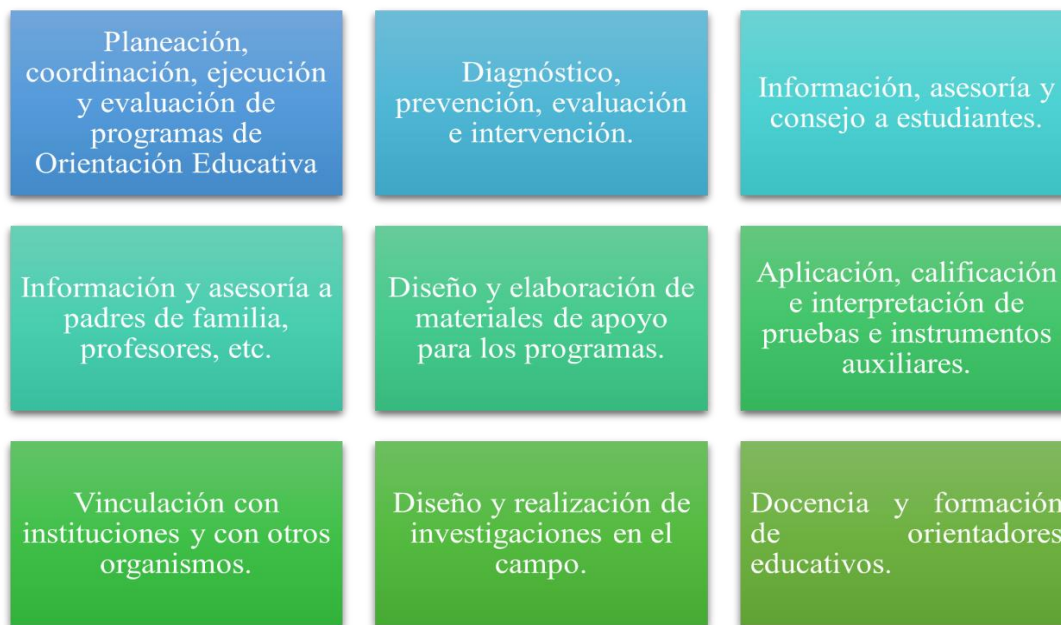 Planeación,
coordinación, ejecución
y evaluación de
programas de
Orientación Educativa
Diagnóstico,
prevención, evaluación
e intervención.
Información, asesoría y
consejo a estudiantes.
Información y asesoría a
padres de familia,
profesores, etc.
Diseño y elaboración de
materiales de apoyo
para los programas.
Aplicación, calificación
e interpretación de
pruebas e instrumentos
auxiliares.
Vinculación con
instituciones y con otros
organismos.
Diseño y realización de
investigaciones en el
campo.
Docencia y formación
de orientadores
educativos.